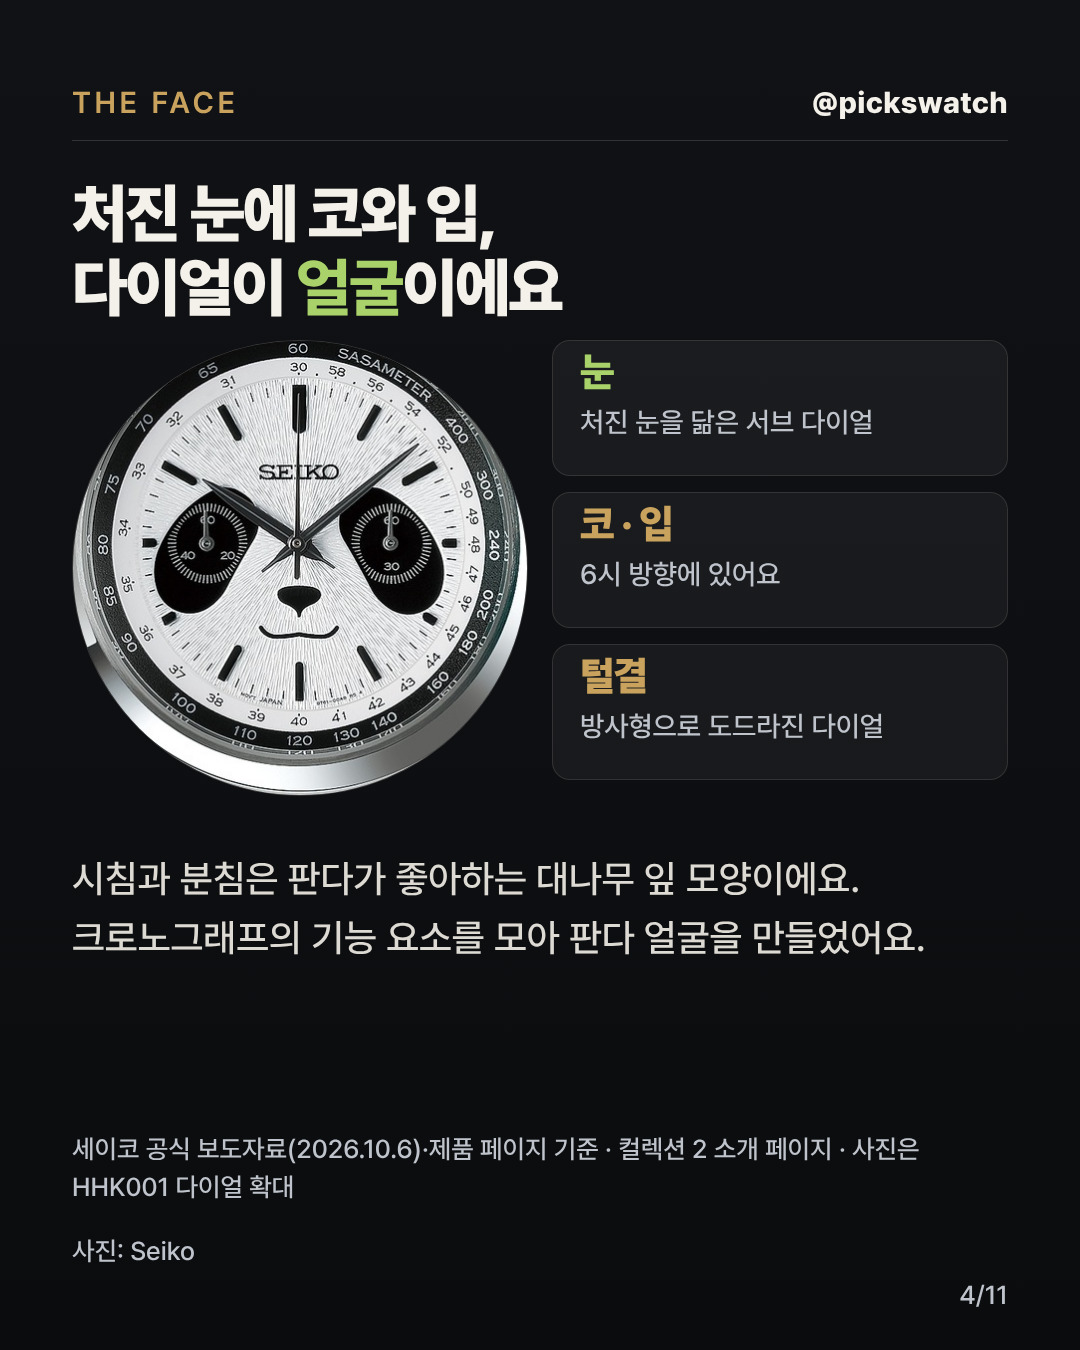 THE FACE
@pickswatch
처진 눈에 코와 입,
다이얼이 얼굴이에요
SASAMETER
SEIKO
눈
처진 눈을 닮은 서브 다이얼
코·입
6시 방향에 있어요
털결
방사형으로 도드라진 다이얼
시침과 분침은 판다가 좋아하는 대나무 잎 모양이에요.
크로노그래프의 기능 요소를 모아 판다 얼굴을 만들었어요.
세이코 공식 보도자료(2026.10.6)·제품 페이지 기준 · 컬렉션 2 소개 페이지 · 사진은
HHK001 다이얼 확대
사진: Seiko
4/11